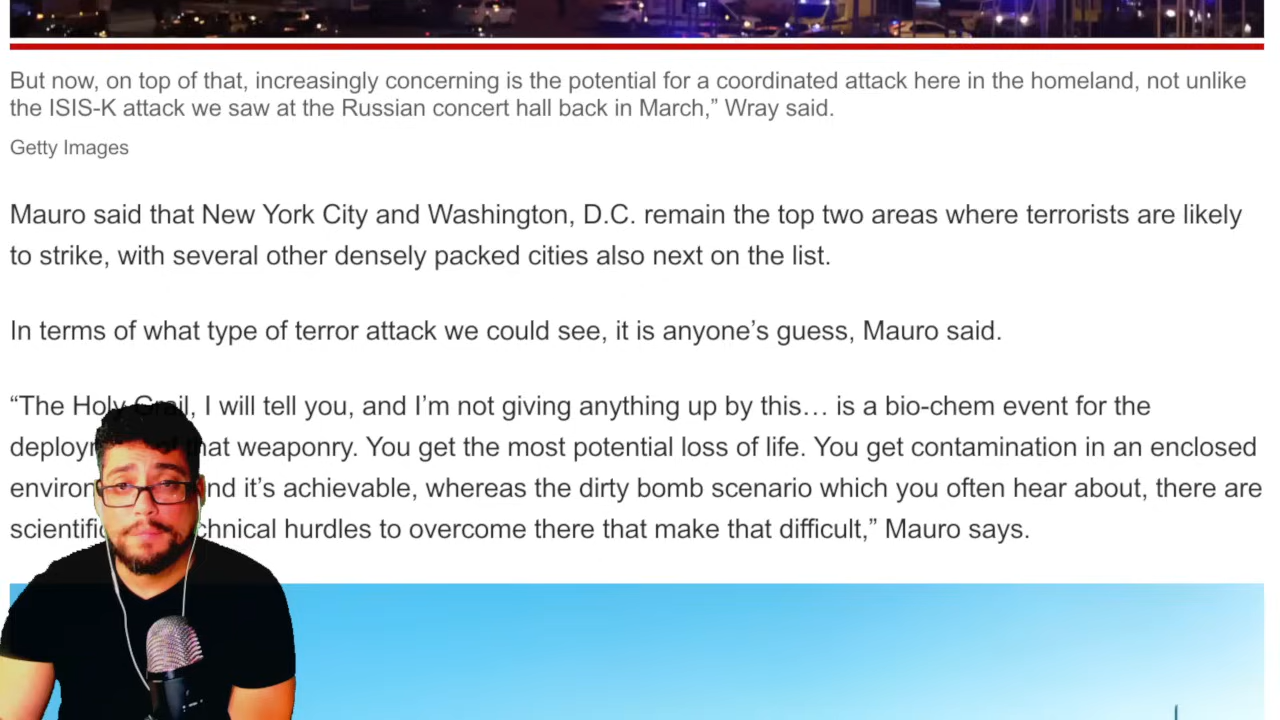 But now, on top of that, increasingly concerning is the potential for a coordinated attack here in the homeland, not unlike
the ISIS-K attack we saw at the Russian concert hall back in March,” Wray said.
Getty Images
Mauro said that New York City and Washington, D.C. remain the top two areas where terrorists are likely
to strike, with several other densely packed cities also next on the list.
In terms of what type of terror attack we could see, it is anyone’s guess, Mauro said.
“The Holy Grail, I will tell you, and I’m not giving anything up by this… is a bio-chem event for the
weaponry. You get the most potential loss of life. You get contamination in an enclosed
it’s achievable, whereas the dirty bomb scenario which you often hear about, there are
hurdles to overcome there that make that difficult,” Mauro says.